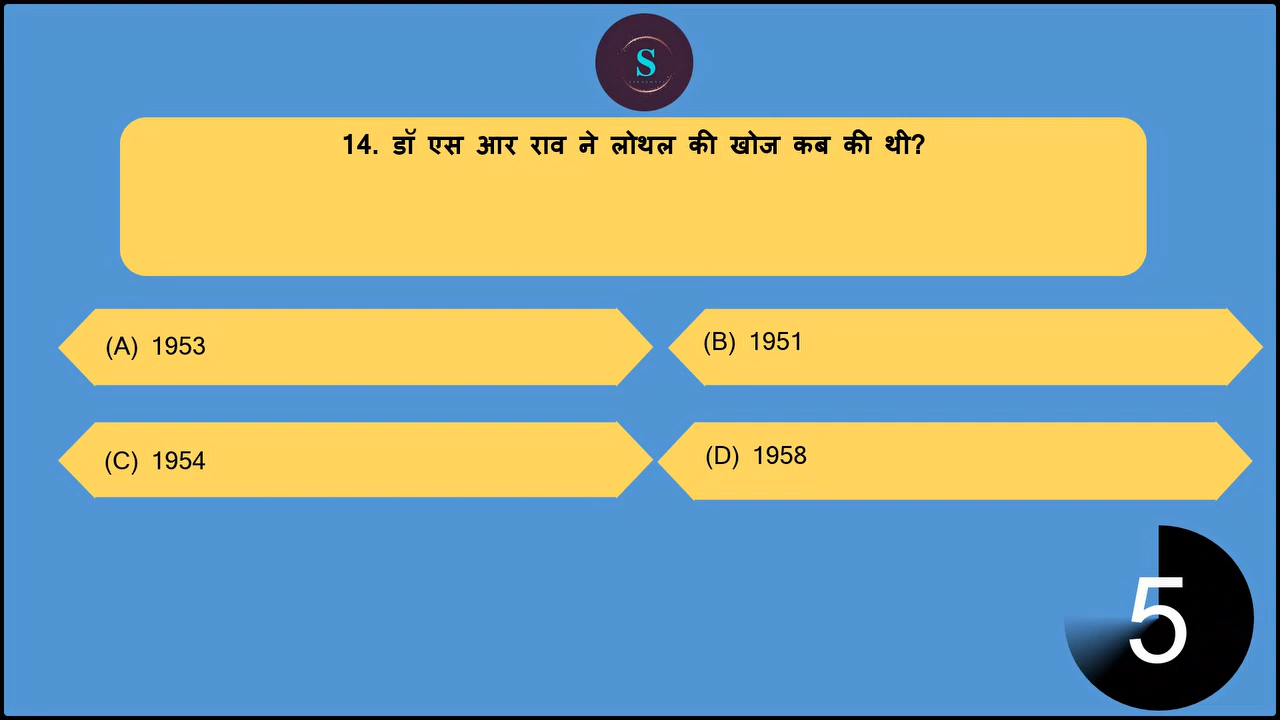 S
14. डॉ एस आर राव ने लोथल की खोज कब की थी?
(A) 1953
(B) 1951
(C) 1954
(D) 1958
5